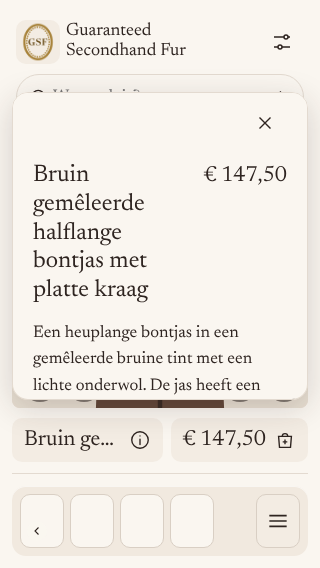 GSF
Guaranteed
Secondhand Fur
Bruin
gemêleerde
halflange
bontjas met
platte kraag
€ 147,50
Een heuplange bontjas in een
gemêleerde bruine tint met een
lichte onderwol. De jas heeft een
Bruin ge...
€ 147,50